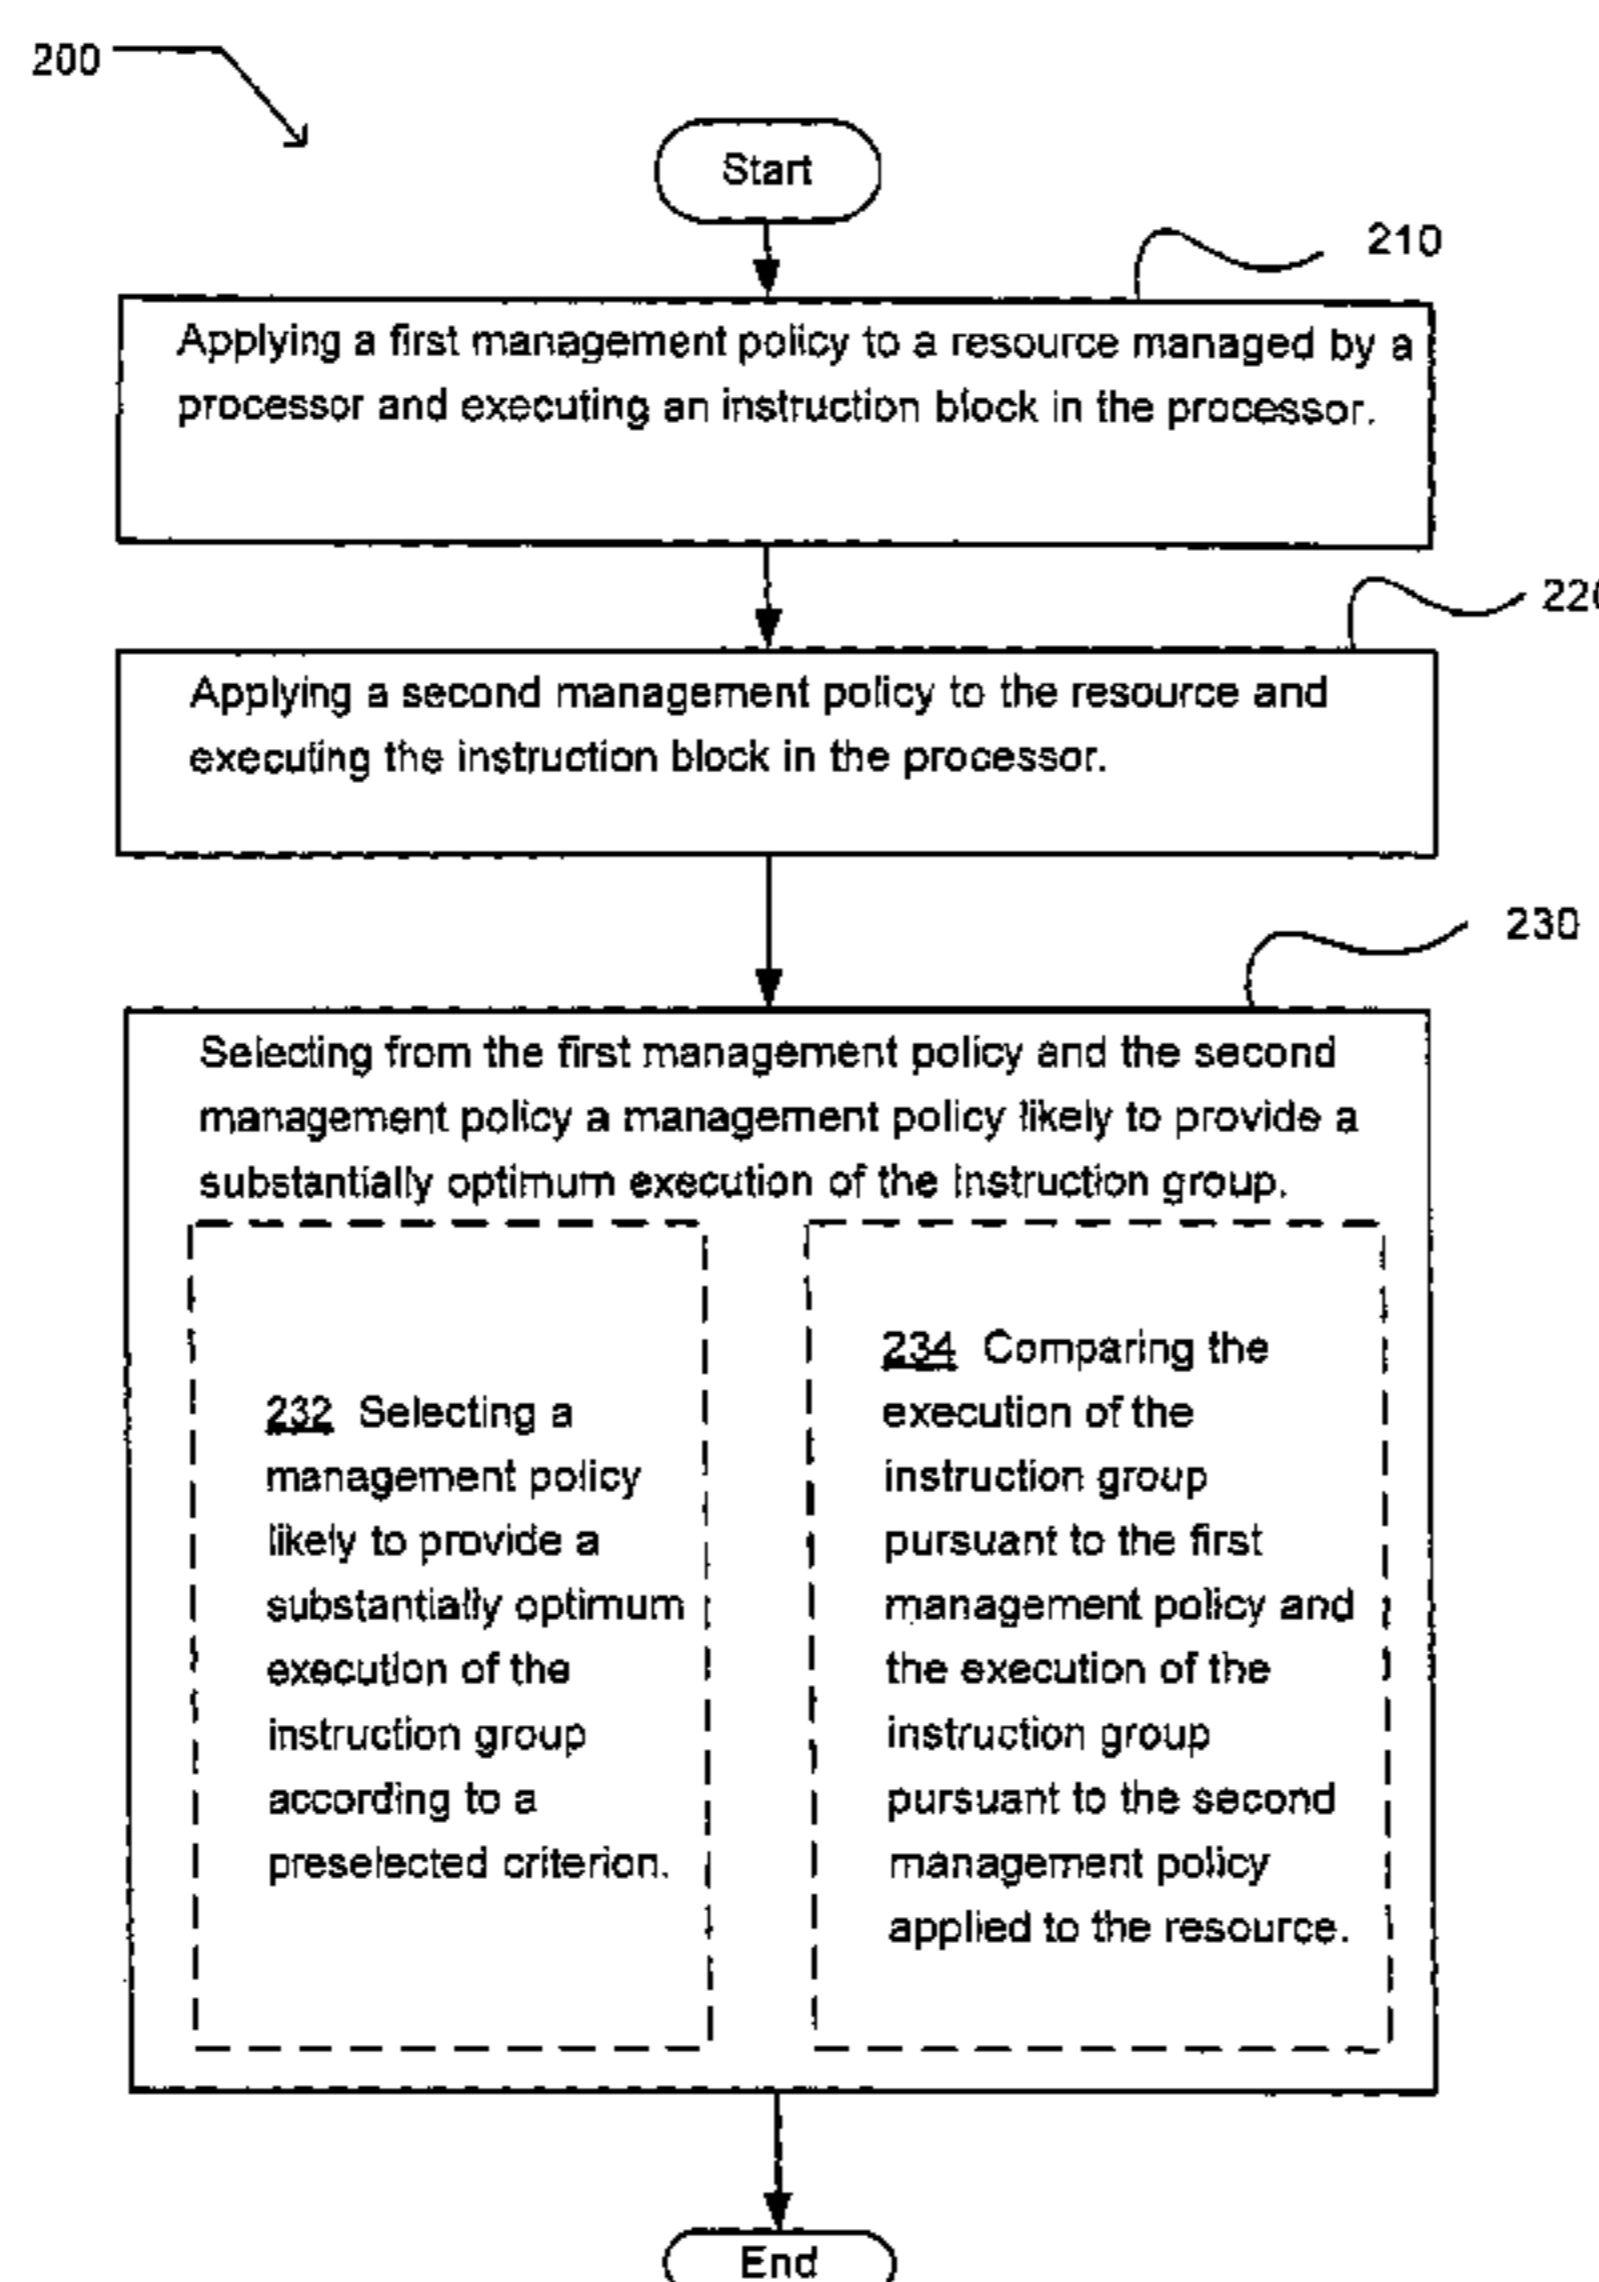 200
Start
210
Applying a first management policy to a resource managed by a
processor and executing an instruction block in the processor.
220
Applying a second management policy to the resource and
executing the instruction block in the processor.
230
Selecting from the first management policy and the second
management policy a management policy likely to provide a
substantially optimum execution of the instruction group.
232 Selecting a
management policy
likely to provide a
substantially optimum
execution of the
instruction group
according to a
preselected criterion.
234 Comparing the
execution of the
instruction group
pursuant to the first
management policy and
the execution of the
instruction group
pursuant to the second
management policy
applied to the resource.
End